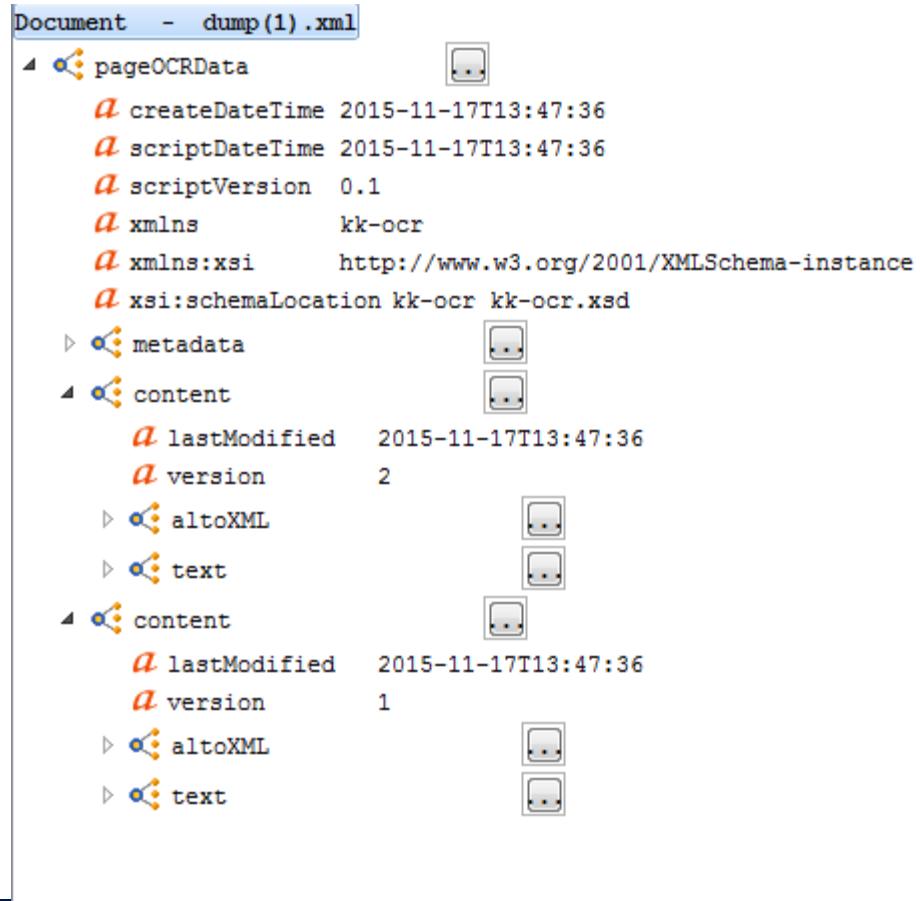 Document - dump(1).xml
pageOCRData ...
a createDateTime 2015-11-17T13:47:36
a scriptDateTime 2015-11-17T13:47:36
a scriptVersion 0.1
a xmlns kk-ocr
a xmlns:xsi http://www.w3.org/2001/XMLSchema-instance
a xsi:schemaLocation kk-ocr kk-ocr.xsd
metadata ...
content ...
a lastModified 2015-11-17T13:47:36
a version 2
altoXML ...
text ...
content ...
a lastModified 2015-11-17T13:47:36
a version 1
altoXML ...
text ...